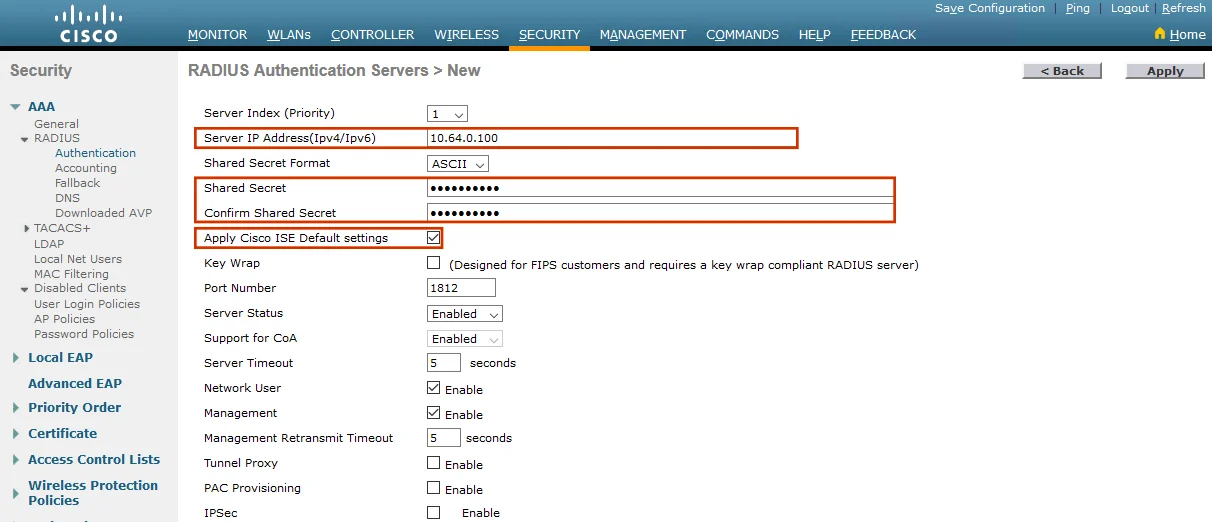 Save Configuration | Ping | Logout | Refresh
CISCO
MONITOR WLANs CONTROLLER WIRELESS SECURITY MANAGEMENT COMMANDS HELP FEEDBACK Home
Security
AAA
General
RADIUS
Authentication
Accounting
Fallback
DNS
Downloaded AVP
TACACS+
LDAP
Local Net Users
MAC Filtering
Disabled Clients
User Login Policies
AP Policies
Password Policies
Local EAP
Advanced EAP
Priority Order
Certificate
Access Control Lists
Wireless Protection
Policies
RADIUS Authentication Servers > New
< Back Apply
Server Index (Priority) 1
Server IP Address(Ipv4/Ipv6) 10.64.0.100
Shared Secret Format ASCII
Shared Secret ••••••••••
Confirm Shared Secret ••••••••••
Apply Cisco ISE Default settings
Key Wrap (Designed for FIPS customers and requires a key wrap compliant RADIUS server)
Port Number 1812
Server Status Enabled
Support for CoA Enabled
Server Timeout 5 seconds
Network User Enable
Management Enable
Management Retransmit Timeout 5 seconds
Tunnel Proxy Enable
PAC Provisioning Enable
IPSec Enable